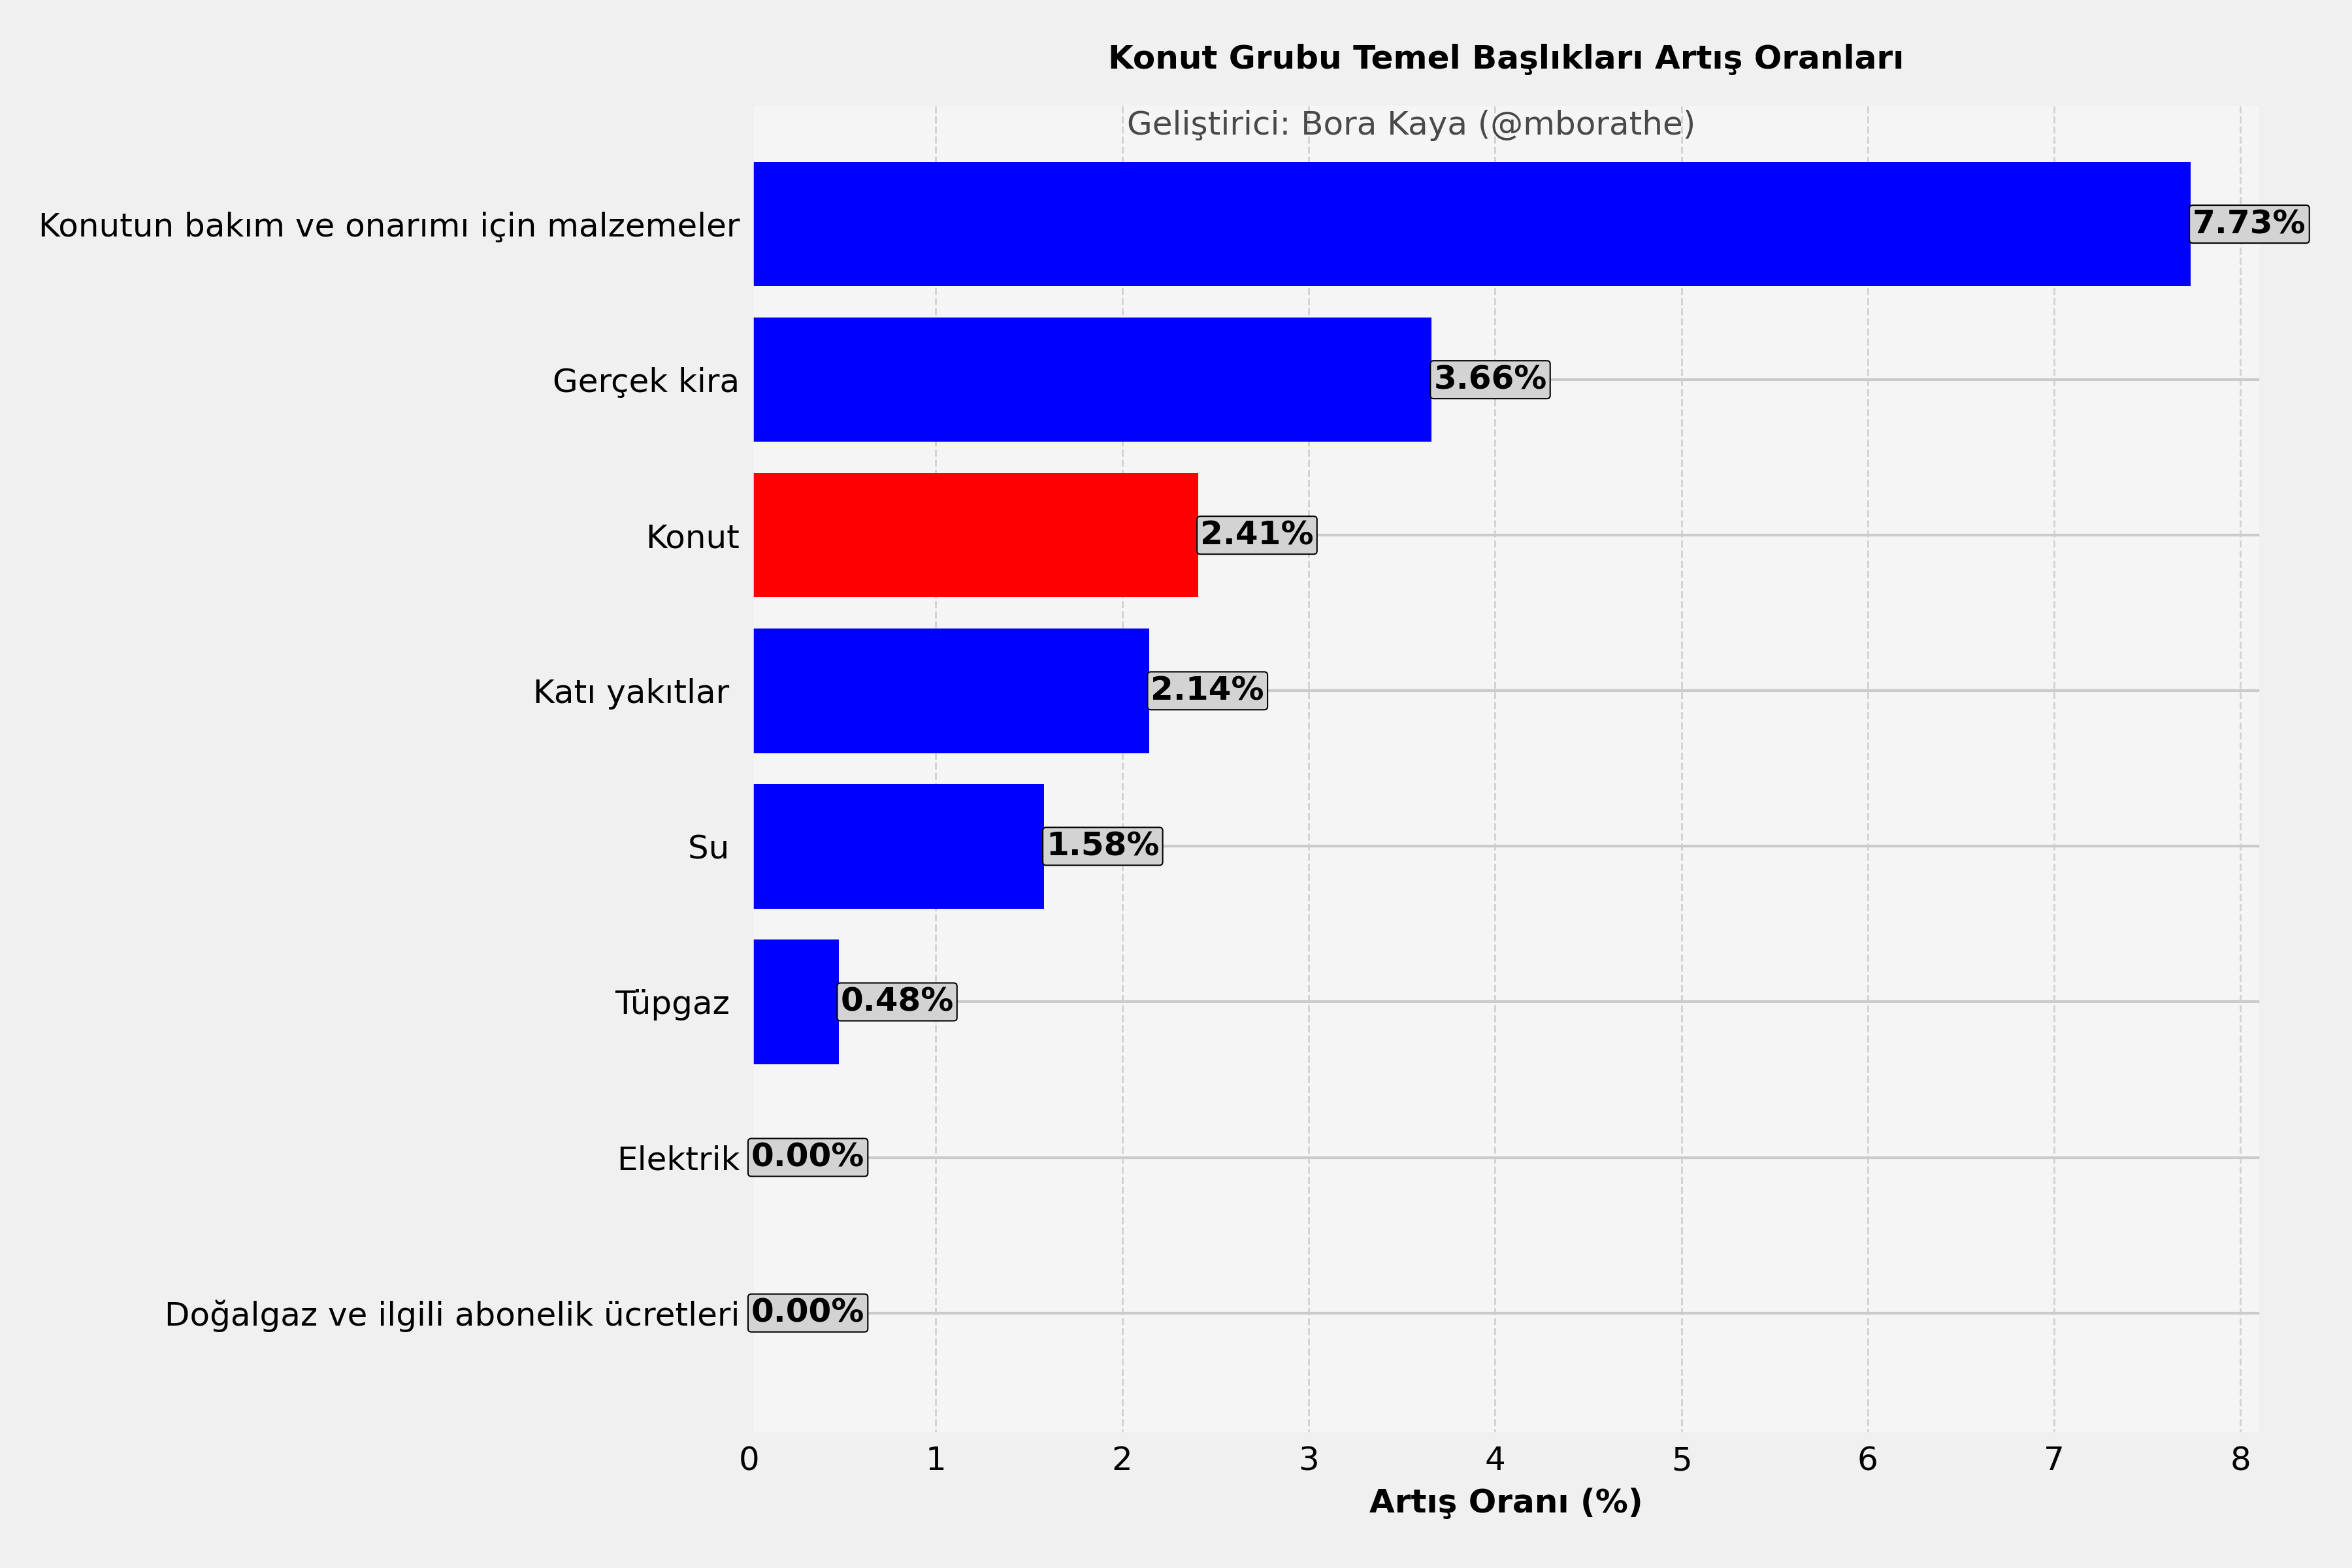 Konut Grubu Temel Başlıkları Artış Oranları
Geliştirici: Bora Kaya (@mborathe)
Konutun bakım ve onarımı için malzemeler 7.73%
Gerçek kira 3.66%
Konut 2.41%
Katı yakıtlar 2.14%
Su 1.58%
Tüpgaz 0.48%
Elektrik 0.00%
Doğalgaz ve ilgili abonelik ücretleri 0.00%
0 1 2 3 4 5 6 7 8
Artış Oranı (%)